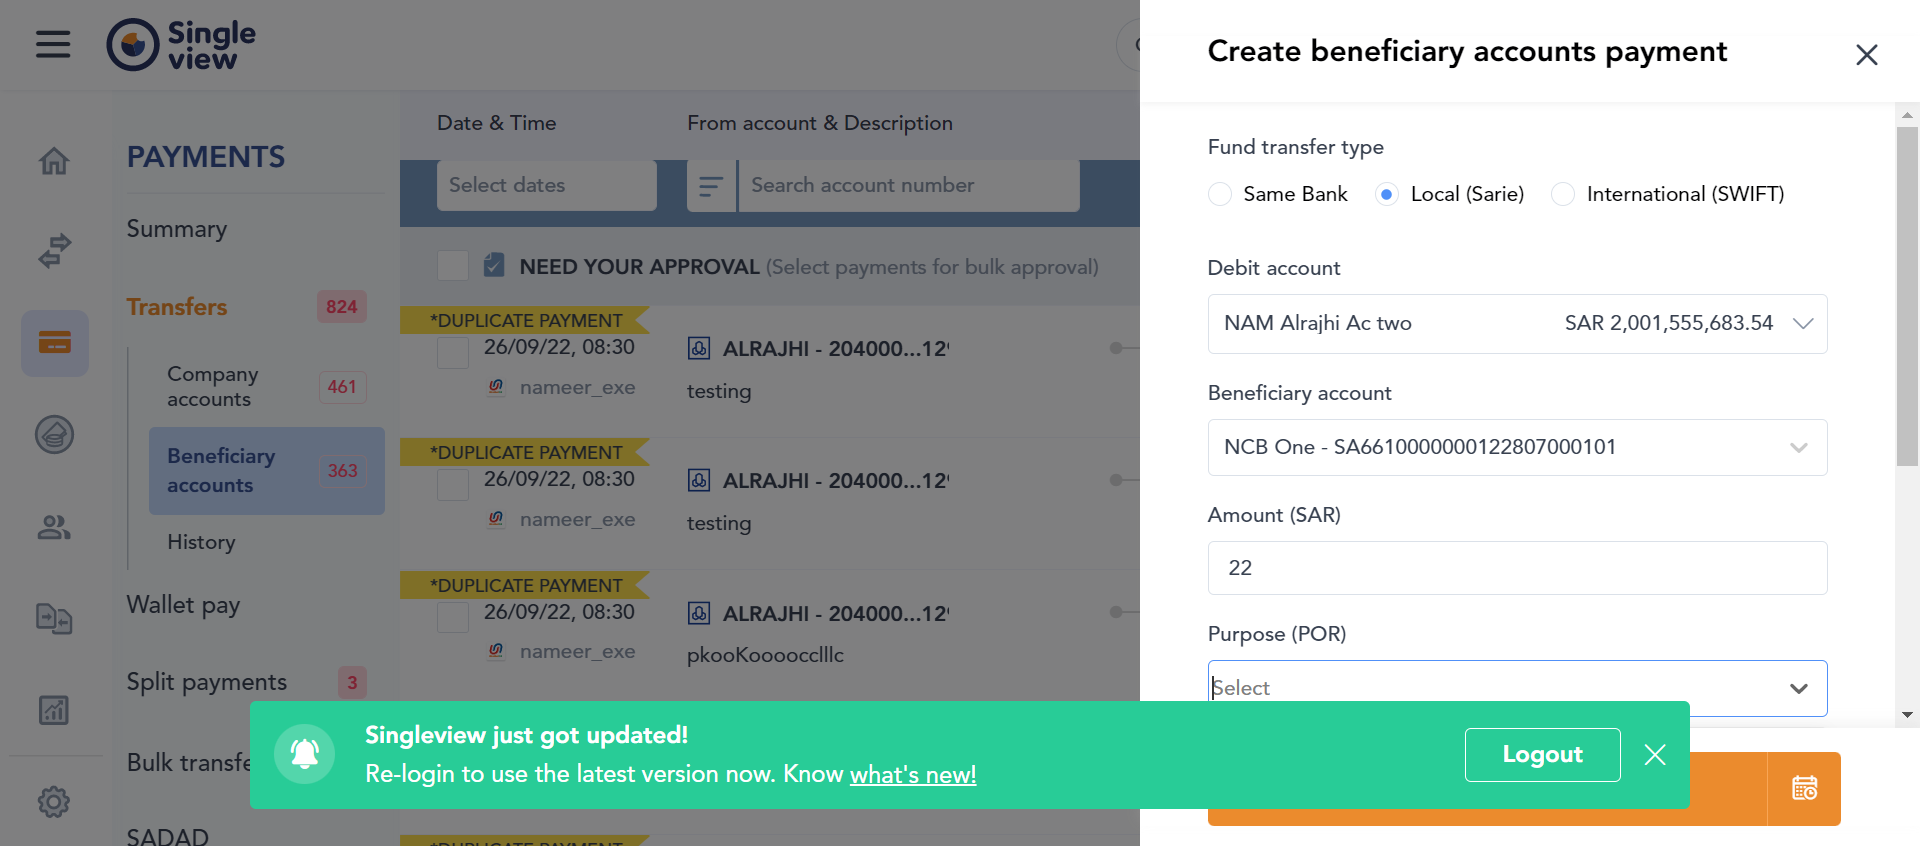 Single
view
PAYMENTS
Summary
Transfers 824
Company
accounts
461
Beneficiary
accounts
363
History
Wallet pay
Split payments 3
Bulk transfe
SADAD
Date & Time
From account & Description
Select dates
Search account number
NEED YOUR APPROVAL (Select payments for bulk approval)
*DUPLICATE PAYMENT
26/09/22, 08:30
ALRAJHI - 204000...12
nameer_exe
testing
*DUPLICATE PAYMENT
26/09/22, 08:30
ALRAJHI - 204000...12
nameer_exe
testing
*DUPLICATE PAYMENT
26/09/22, 08:30
ALRAJHI - 204000...12
nameer_exe
pkooKoooocclllc
*DUPLICATE PAYMENT
Create beneficiary accounts payment
Fund transfer type
Same Bank
Local (Sarie)
International (SWIFT)
Debit account
NAM Alrajhi Ac two SAR 2,001,555,683.54
Beneficiary account
NCB One - SA6610000000122807000101
Amount (SAR)
22
Purpose (POR)
Select
Singleview just got updated!
Re-login to use the latest version now. Know what's new!
Logout